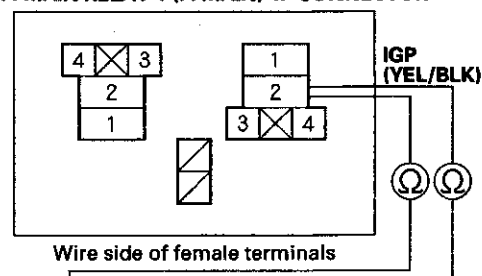 IGP
(YEL/BLK)
4 3
2
1
1
2
3 4
Ω Ω
Wire side of female terminals